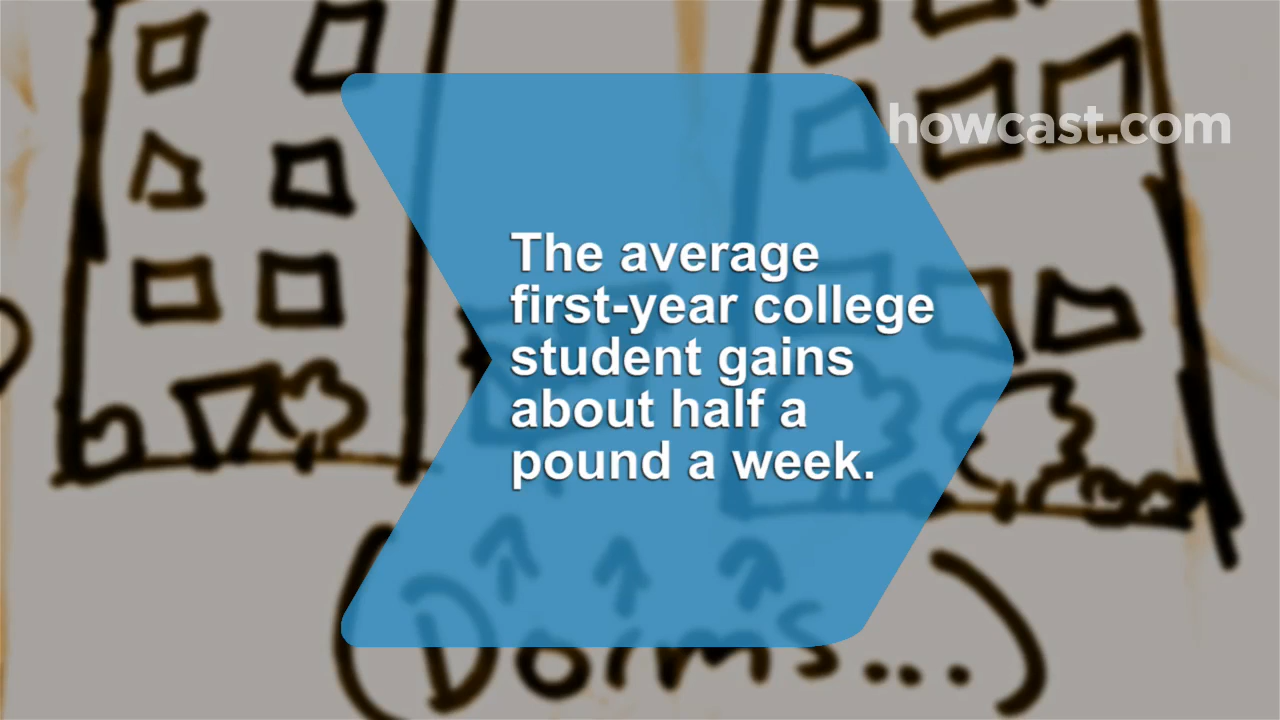 howcast.com
The average
first-year college
student gains
about half a
pound a week.
(Dorms...)